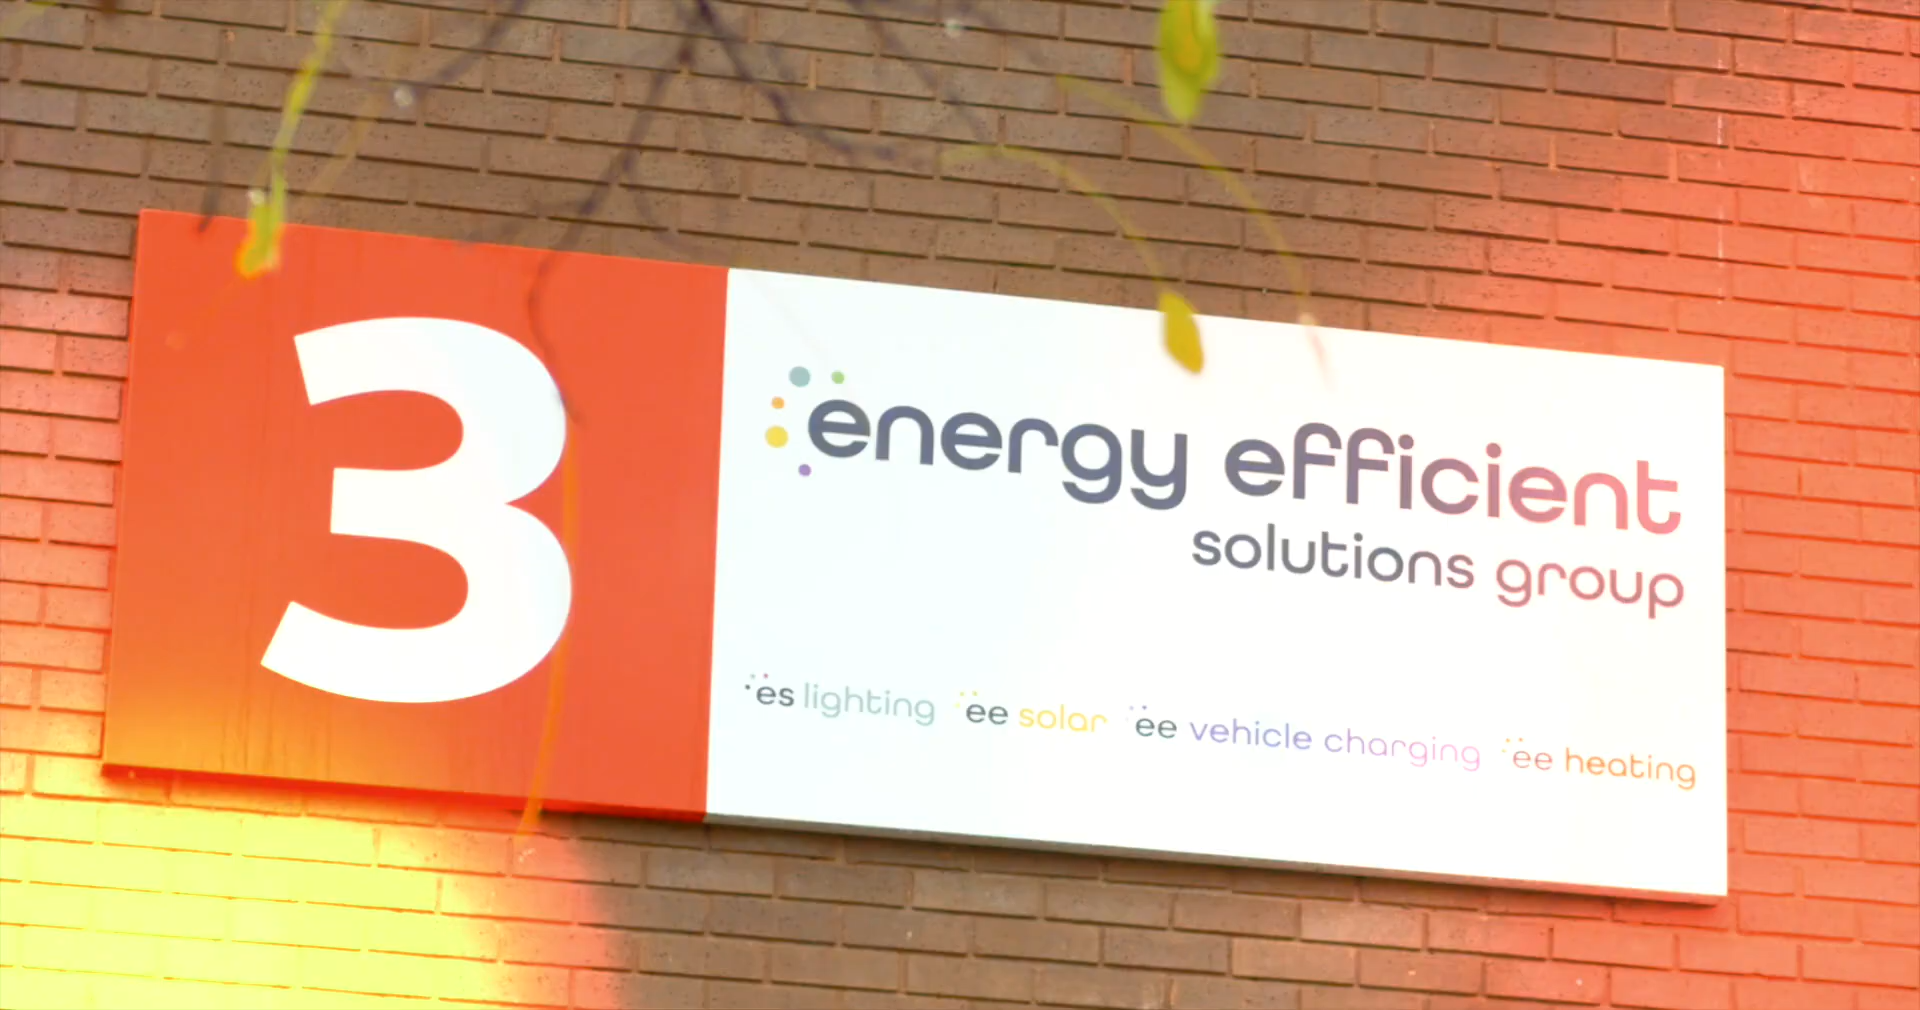 3
energy efficient
solutions group
es lighting ee solar ee vehicle charging ee heating